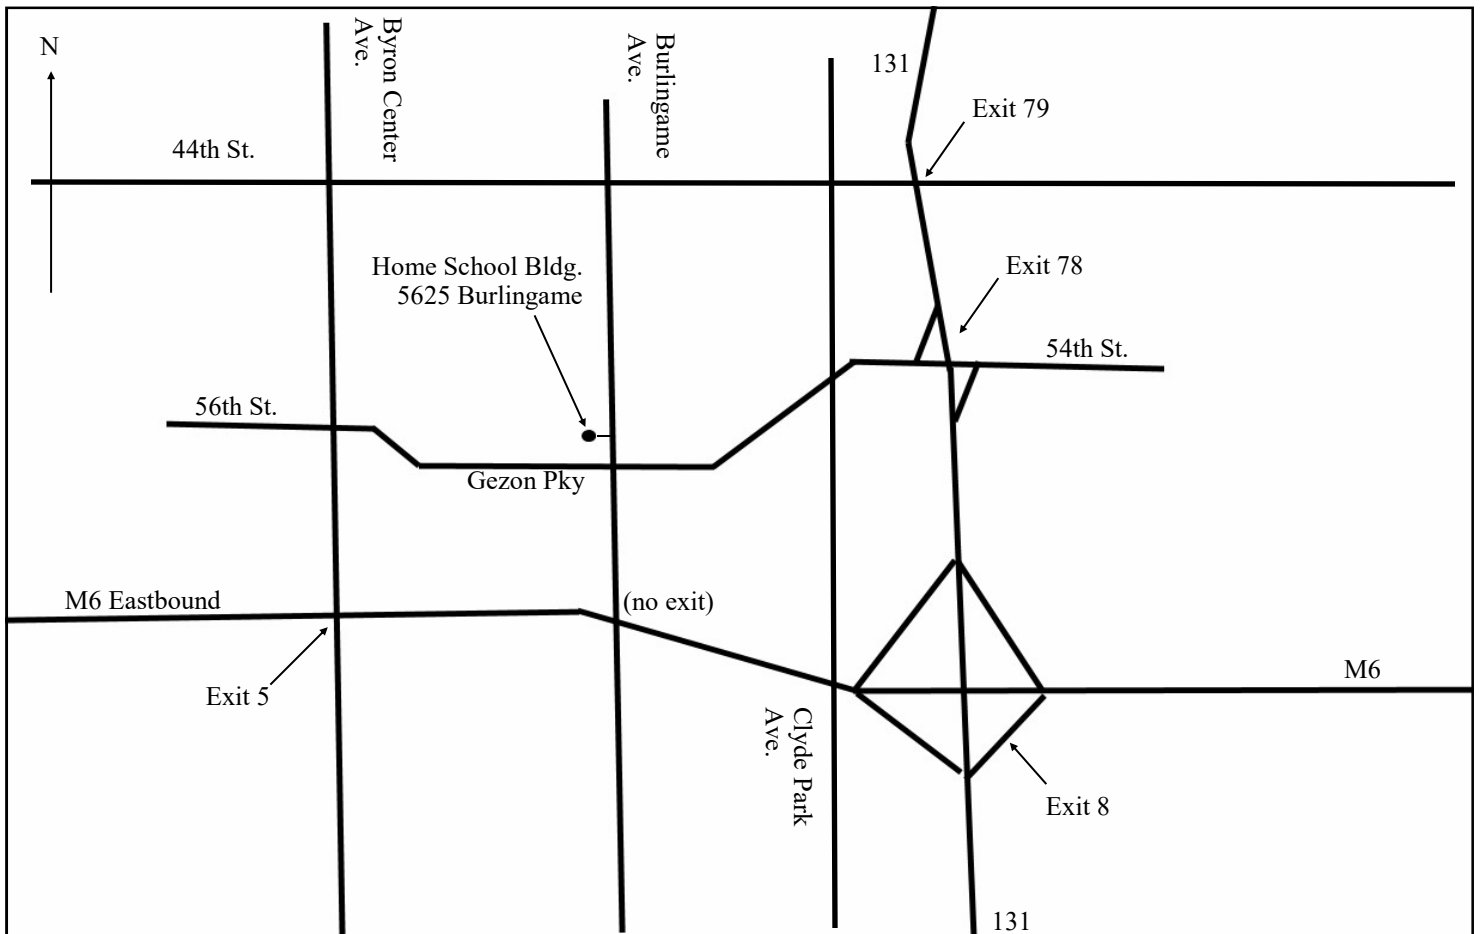 N
Byron Center
Ave.
Burlingame
Ave.
131
Exit 79
44th St.
Home School Bldg.
5625 Burlingame
Exit 78
54th St.
56th St.
Gezon Pky
M6 Eastbound
(no exit)
Exit 5
M6
Clyde Park
Ave.
Exit 8
131